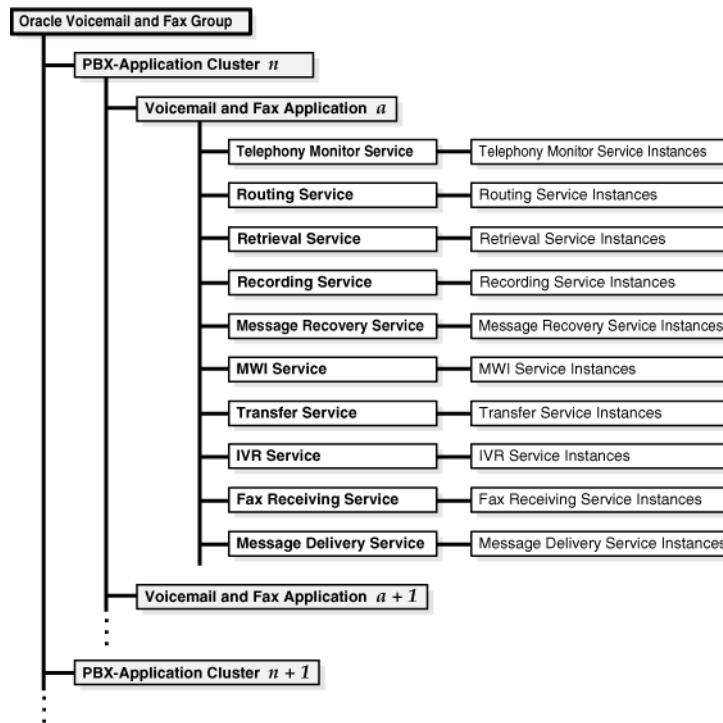 Oracle Voicemail and Fax Group
PBX-Application Cluster n
Voicemail and Fax Application a
Telephony Monitor Service Telephony Monitor Service Instances
Routing Service Routing Service Instances
Retrieval Service Retrieval Service Instances
Recording Service Recording Service Instances
Message Recovery Service Message Recovery Service Instances
MWI Service MWI Service Instances
Transfer Service Transfer Service Instances
IVR Service IVR Service Instances
Fax Receiving Service Fax Receiving Service Instances
Message Delivery Service Message Delivery Service Instances
Voicemail and Fax Application a + 1
PBX-Application Cluster n + 1